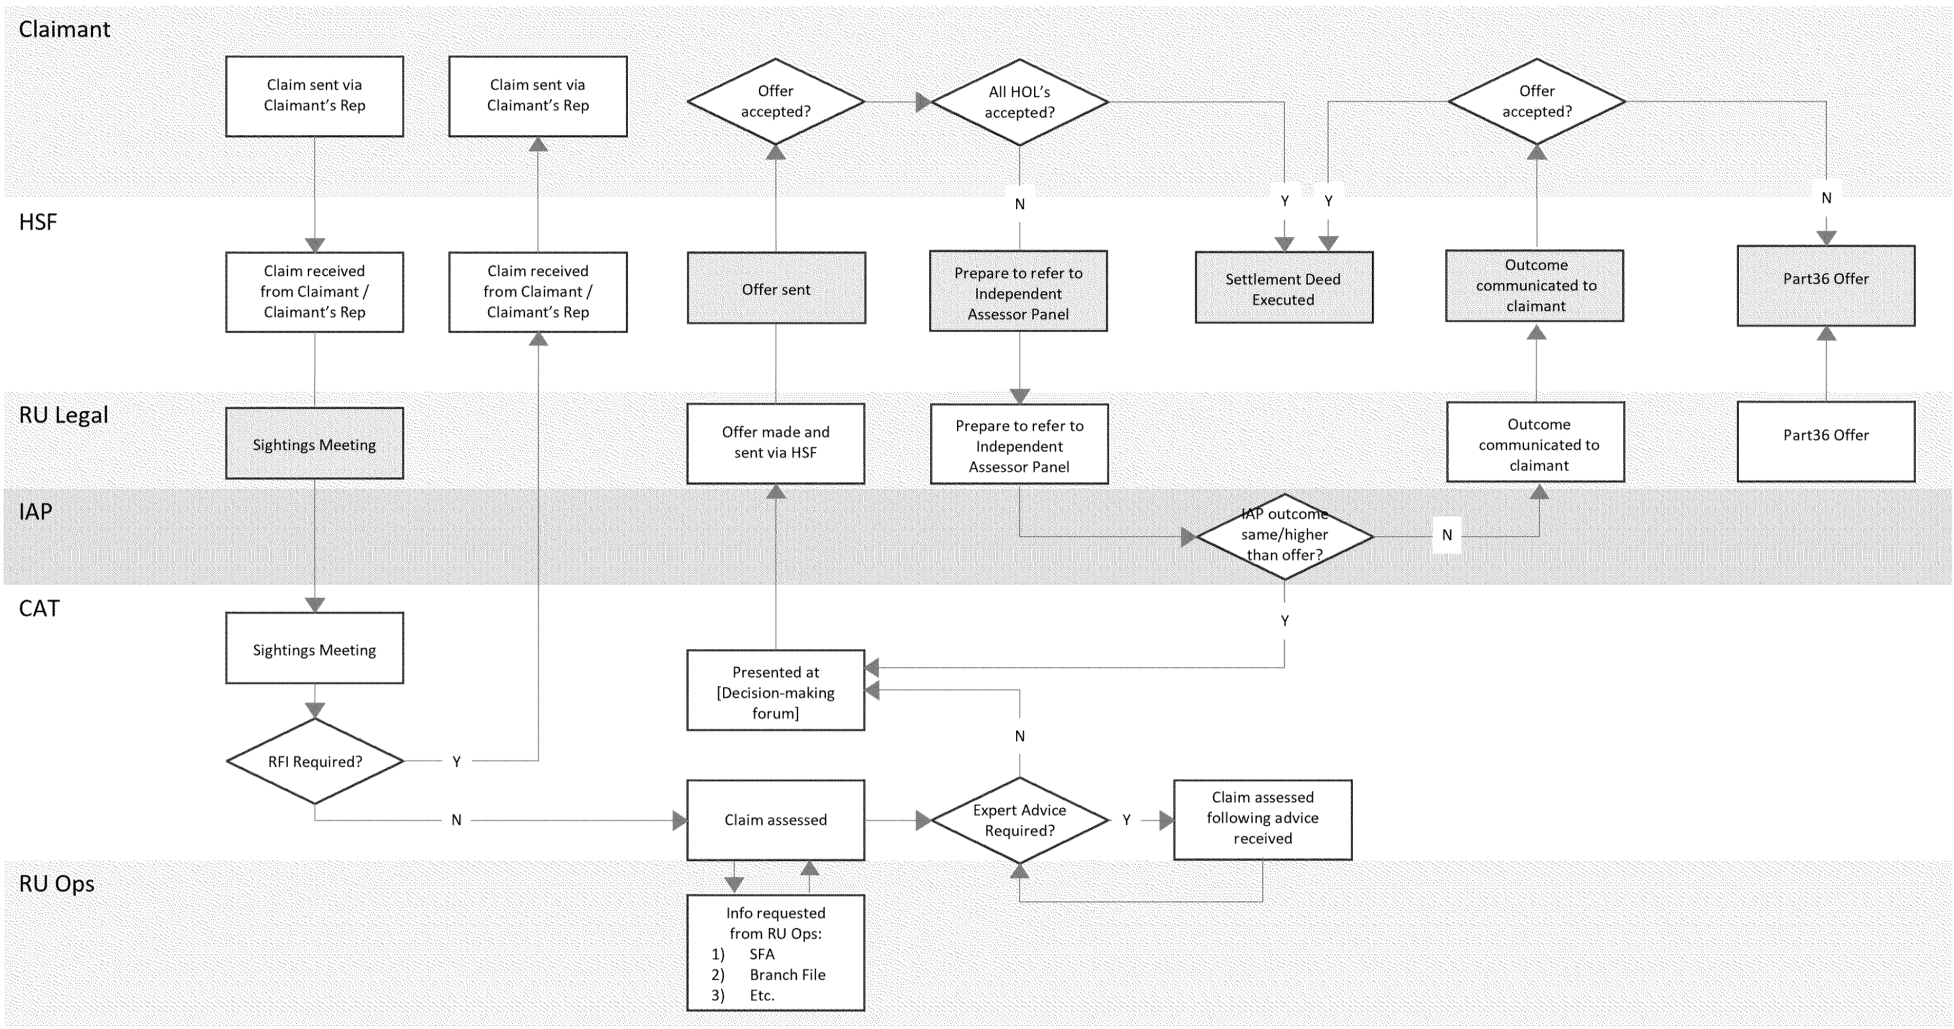 Claimant
Claim sent via
Claimant's Rep
Claim sent via
Claimant's Rep
Offer
accepted?
All HOL's
accepted?
Offer
accepted?
N
Y
Y
N
HSF
Claim received
from Claimant /
Claimant's Rep
Claim received
from Claimant /
Claimant's Rep
Offer sent
Prepare to refer to
Independent
Assessor Panel
Settlement Deed
Executed
Outcome
communicated to
claimant
Part36 Offer
RU Legal
Sightings Meeting
Offer made and
sent via HSF
Prepare to refer to
Independent
Assessor Panel
Outcome
communicated to
claimant
Part36 Offer
IAP
IAP outcome
same/higher
than offer?
N
CAT
Y
Sightings Meeting
Presented at
[Decision-making
forum]
N
RFI Required?
Y
N
Claim assessed
Expert Advice
Required?
Y
Claim assessed
following advice
received
RU Ops
Info requested
from RU Ops:
1) SFA
2) Branch File
3) Etc.